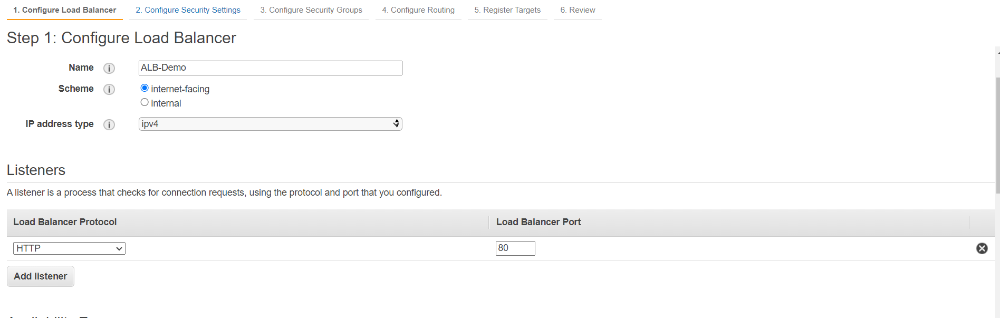 1. Configure Load Balancer 2. Configure Security Settings 3. Configure Security Groups 4. Configure Routing 5. Register Targets 6. Review
Step 1: Configure Load Balancer
Name i ALB-Demo
Scheme i internet-facing
internal
IP address type i ipv4
Listeners
A listener is a process that checks for connection requests, using the protocol and port that you configured.
Load Balancer Protocol Load Balancer Port
HTTP 80
Add listener